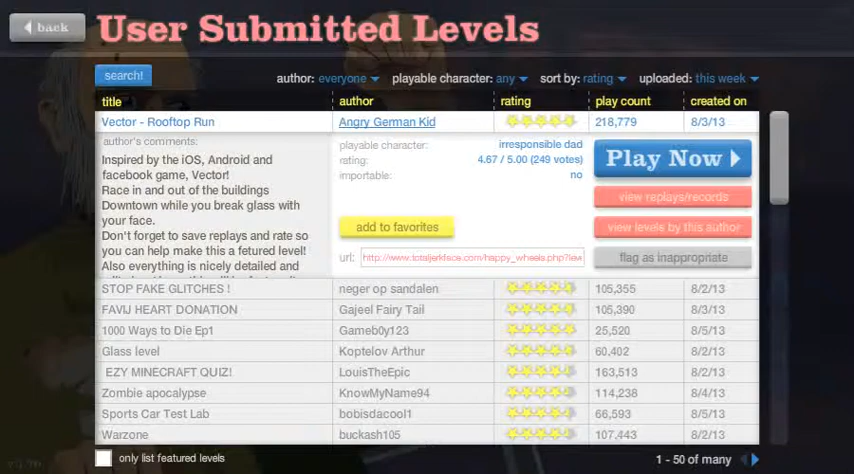 back
User Submitted Levels
search!
author: everyone playable character: any sort by: rating uploaded: this week
title author rating play count created on
Vector - Rooftop Run Angry German Kid 218,779 8/3/13
author's comments:
Inspired by the iOS, Android and
facebook game, Vector!
Race in and out of the buildings
Downtown while you break glass with
your face.
Don't forget to save replays and rate so
you can help make this a fetured level!
Also everything is nicely detailed and
playable character: irresponsible dad
rating: 4.67 / 5.00 (249 votes)
importable: no
add to favorites
url: http://www.totaljerkface.com/happy_wheels.php?lev
Play Now
view replays/records
view levels by this author
flag as inappropriate
STOP FAKE GLITCHES ! neger op sandalen 105,355 8/2/13
FAVIJ HEART DONATION Gajeel Fairy Tail 105,390 8/3/13
1000 Ways to Die Ep1 Gameb0y123 25,520 8/5/13
Glass level Koptelov Arthur 60,402 8/2/13
EZY MINECRAFT QUIZ! LouisTheEpic 163,513 8/2/13
Zombie apocalypse KnowMyName94 114,238 8/4/13
Sports Car Test Lab bobisdacool1 66,593 8/5/13
Warzone buckash105 107,443 8/2/13
only list featured levels 1 - 50 of many